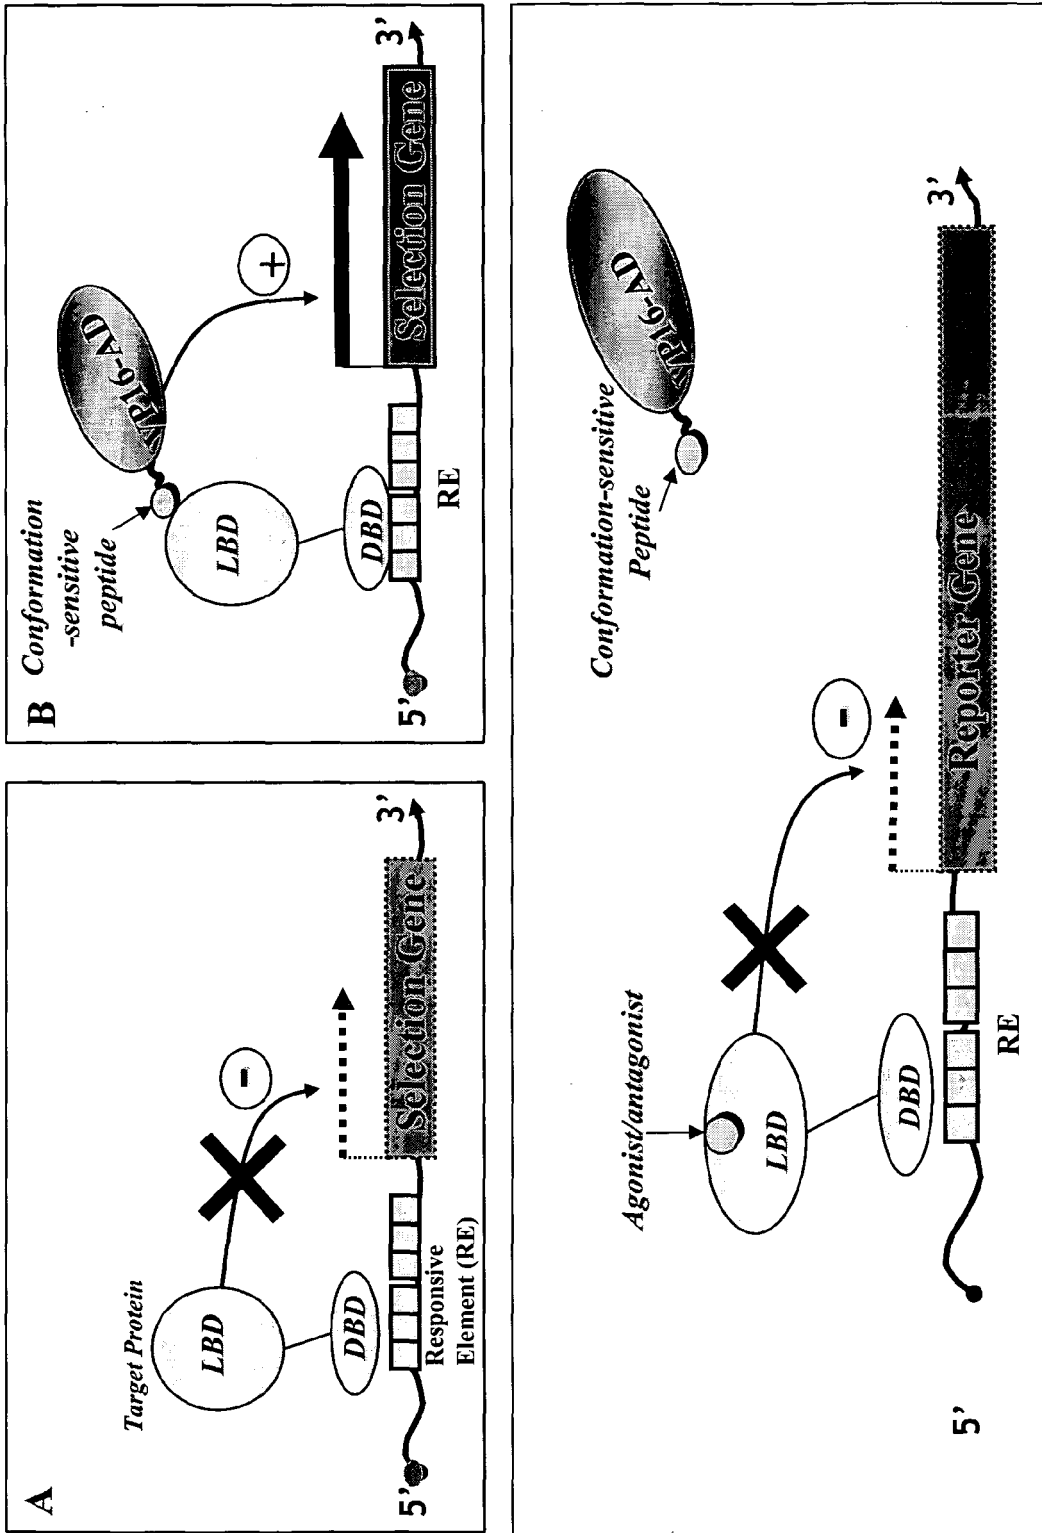 A
Target Protein
LBD
DBD
-
Selection Gene
5'
3'
Responsive
Element (RE)
B
Conformation
-sensitive
peptide
VP16-AD
LBD
DBD
+
Selection Gene
5'
3'
RE
Agonist/antagonist
LBD
DBD
-
Conformation-sensitive
Peptide
VP16-AD
Reporter Gene
5'
3'
RE